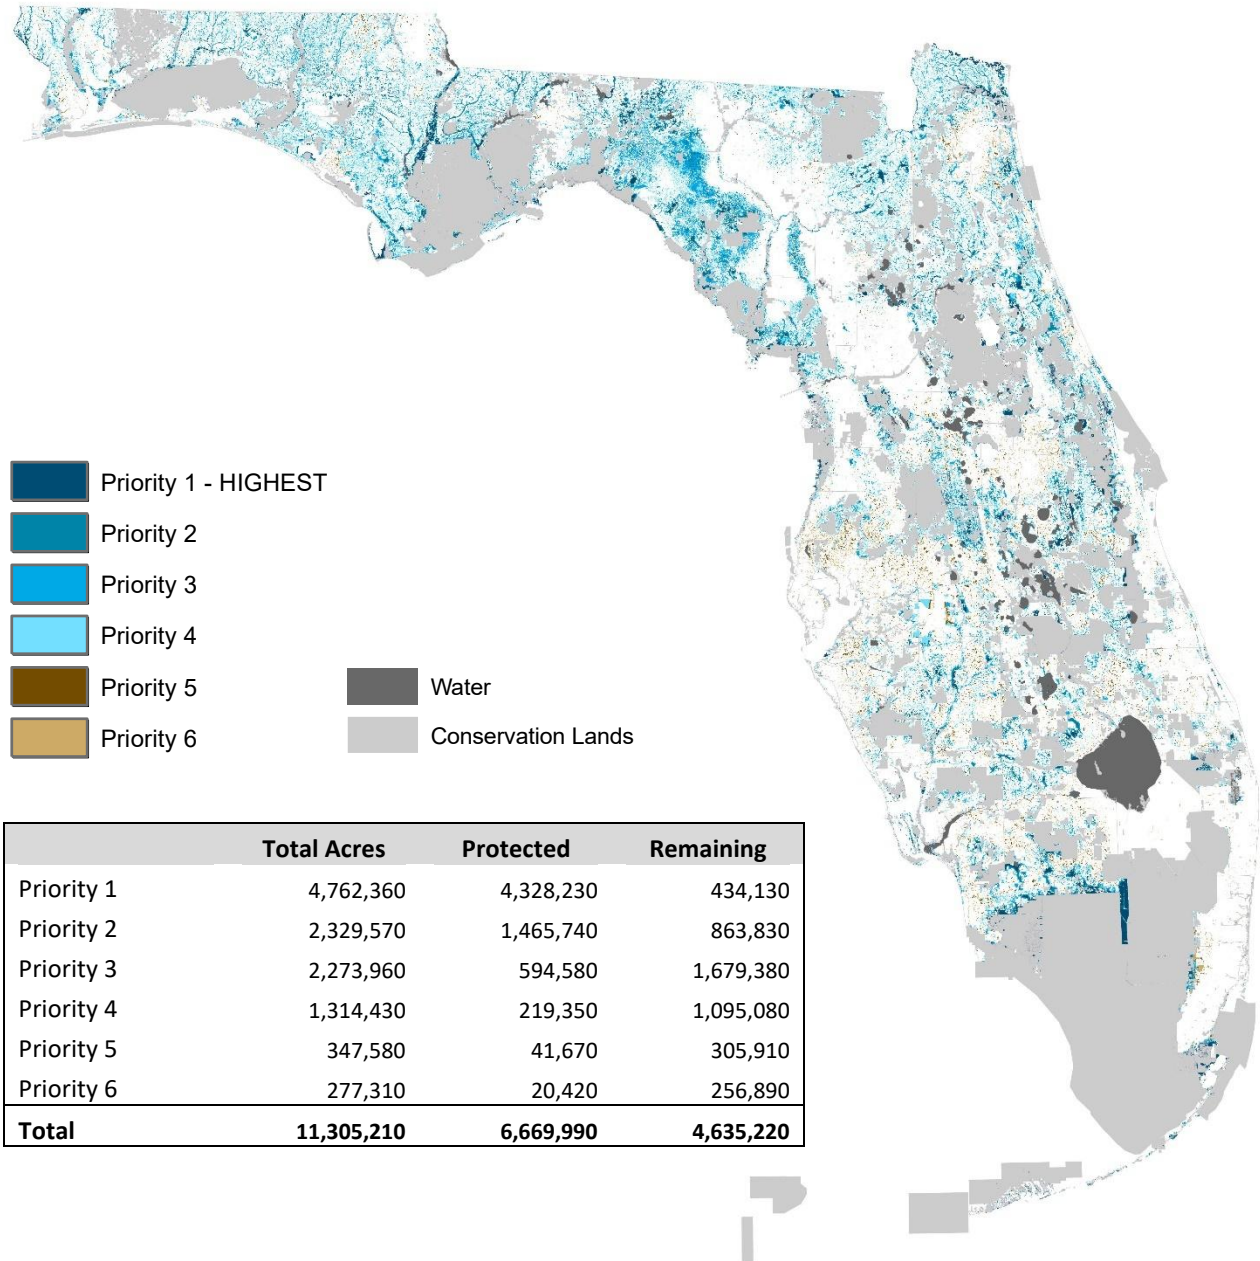 Priority 1 - HIGHEST
Priority 2
Priority 3
Priority 4
Priority 5
Priority 6
Water
Conservation Lands
Total Acres Protected Remaining
Priority 1 4,762,360 4,328,230 434,130
Priority 2 2,329,570 1,465,740 863,830
Priority 3 2,273,960 594,580 1,679,380
Priority 4 1,314,430 219,350 1,095,080
Priority 5 347,580 41,670 305,910
Priority 6 277,310 20,420 256,890
Total 11,305,210 6,669,990 4,635,220